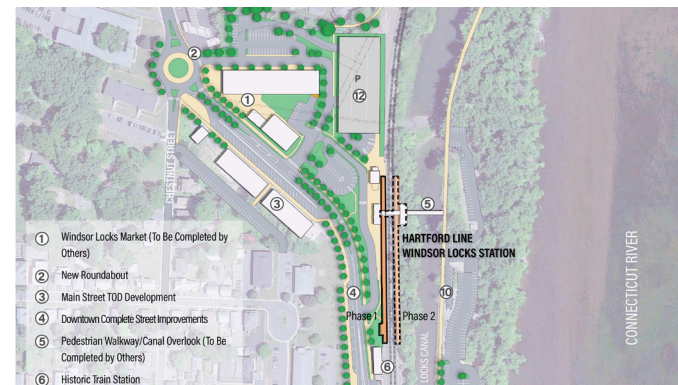 2
P
12
1
CHESTNUT STREET
3
5
HARTFORD LINE
WINDSOR LOCKS STATION
CONNECTICUT RIVER
4
10
Phase 1
Phase 2
LOCKS CANAL
6
1 Windsor Locks Market (To Be Completed by
Others)
2 New Roundabout
3 Main Street TOD Development
4 Downtown Complete Street Improvements
5 Pedestrian Walkway/Canal Overlook (To Be
Completed by Others)
6 Historic Train Station